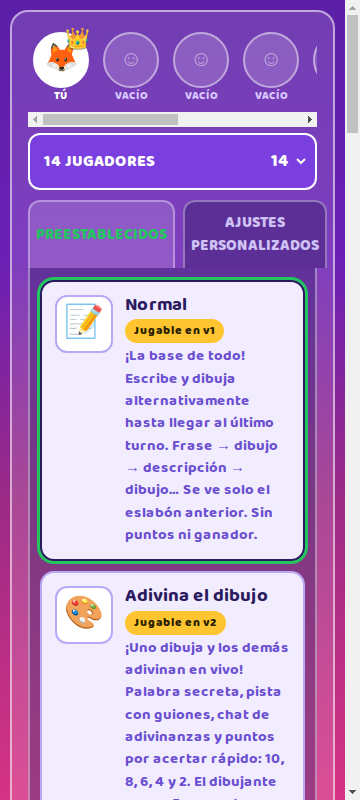 TÚ
VACÍO
VACÍO
VACÍO
14 JUGADORES
14
PREESTABLECIDOS
AJUSTES
PERSONALIZADOS
Normal
Jugable en v1
¡La base de todo!
Escribe y dibuja
alternativamente
hasta llegar al último
turno. Frase → dibujo
→ descripción →
dibujo... Se ve solo el
eslabón anterior. Sin
puntos ni ganador.
Adivina el dibujo
Jugable en v2
¡Uno dibuja y los demás
adivinan en vivo!
Palabra secreta, pista
con guiones, chat de
adivinanzas y puntos
por acertar rápido: 10,
8, 6, 4 y 2. El dibujante